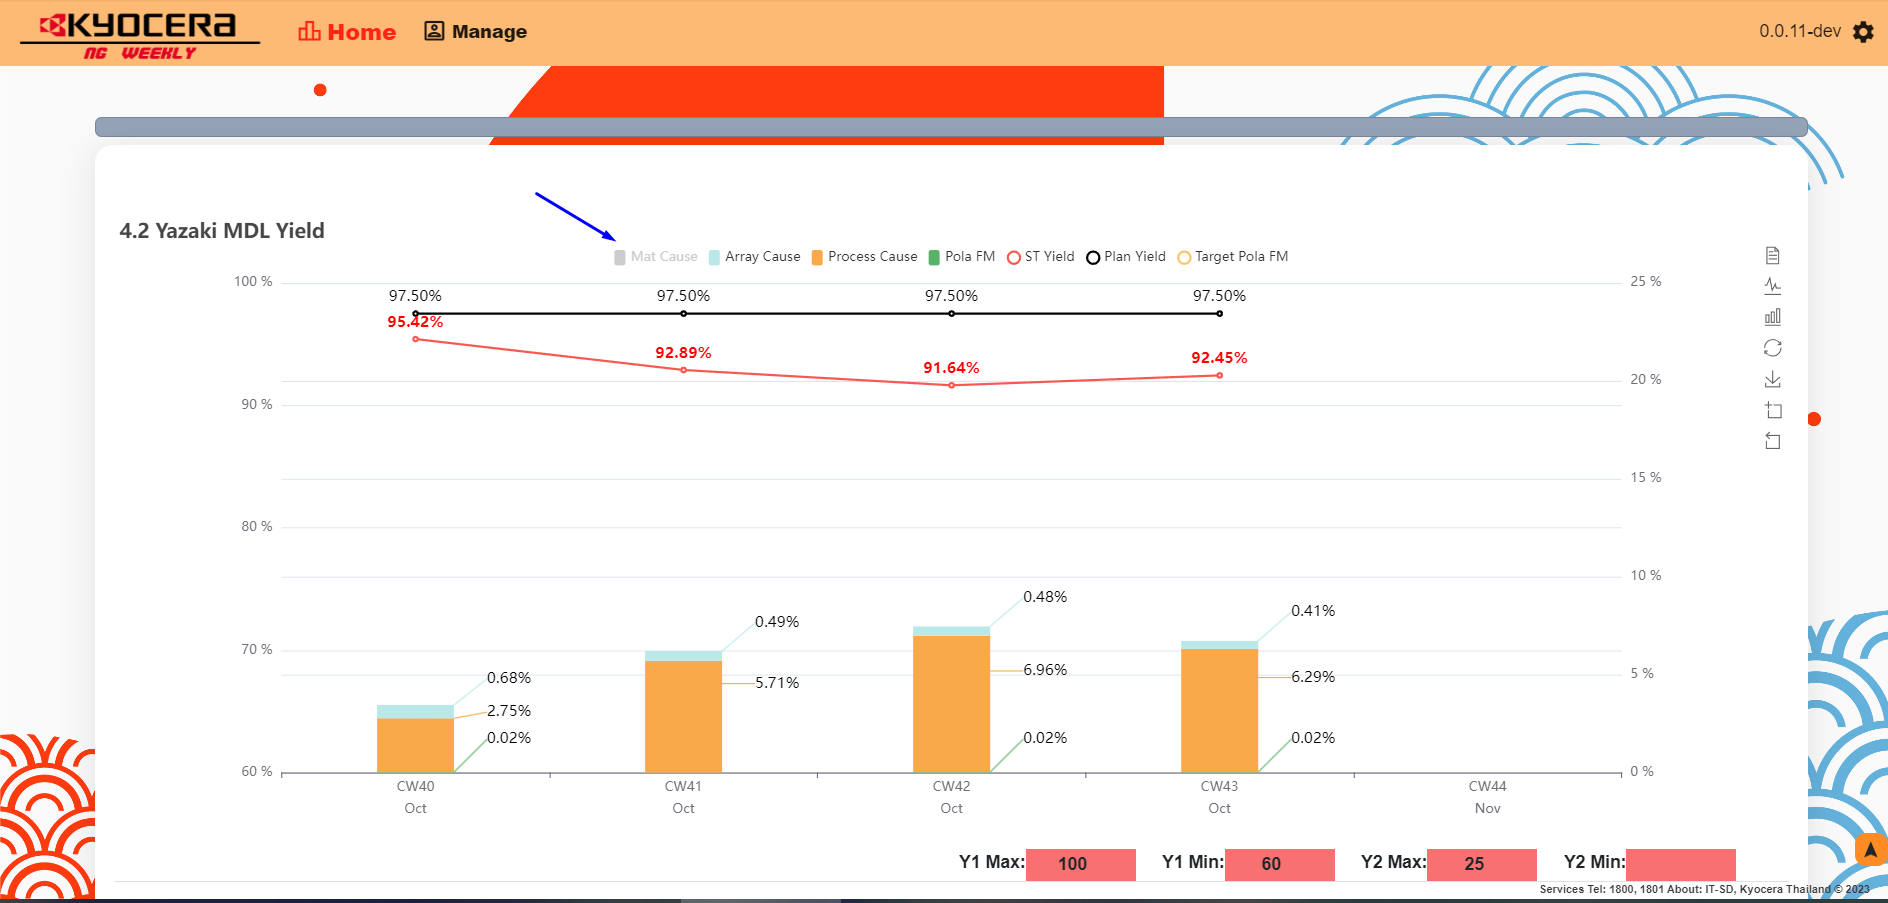 KYOCERA
NG WEEKLY
Home
Manage
0.0.11-dev
4.2 Yazaki MDL Yield
Mat Cause Array Cause Process Cause Pola FM ST Yield Plan Yield Target Pola FM
100 %
25 %
97.50% 97.50% 97.50% 97.50%
95.42%
92.89%
91.64%
92.45%
20 %
90 %
15 %
80 %
10 %
0.48%
0.41%
0.49%
70 %
6.96%
5 %
6.29%
0.68%
5.71%
2.75%
0.02% 0.02% 0.02%
60 %
0 %
CW40 CW41 CW42 CW43 CW44
Oct Oct Oct Oct Nov
Y1 Max: 100 Y1 Min: 60 Y2 Max: 25 Y2 Min:
Services Tel: 1800, 1801 About: IT-SD, Kyocera Thailand © 2023